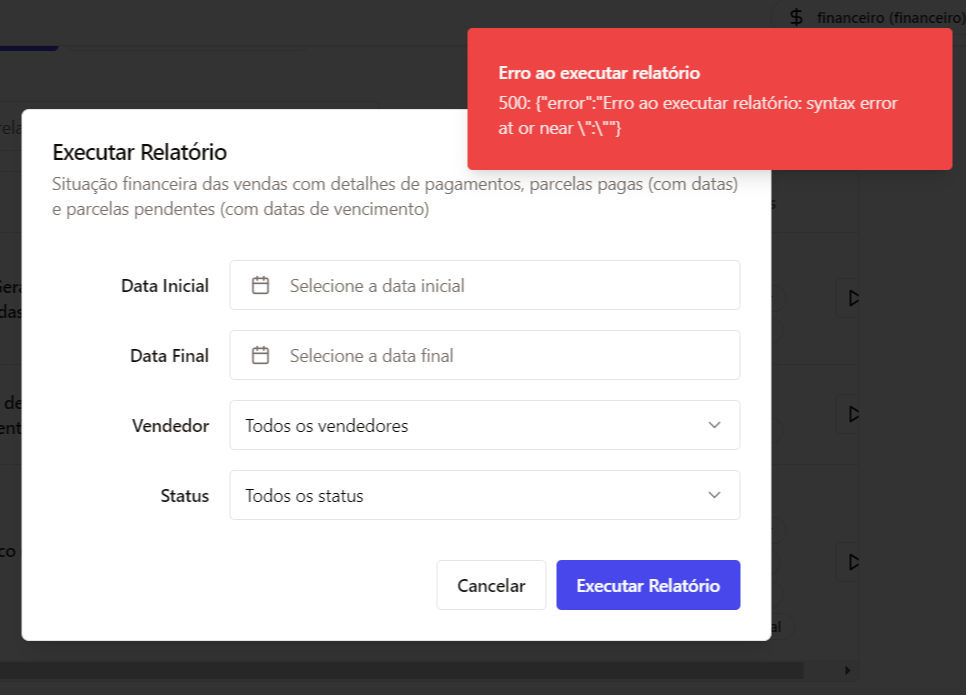 financeiro (financeiro)
Erro ao executar relatório
500: {"error":"Erro ao executar relatório: syntax error
at or near \":\""}
Executar Relatório
Situação financeira das vendas com detalhes de pagamentos, parcelas pagas (com datas)
e parcelas pendentes (com datas de vencimento)
Data Inicial
Selecione a data inicial
Data Final
Selecione a data final
Vendedor
Todos os vendedores
Status
Todos os status
Cancelar
Executar Relatório